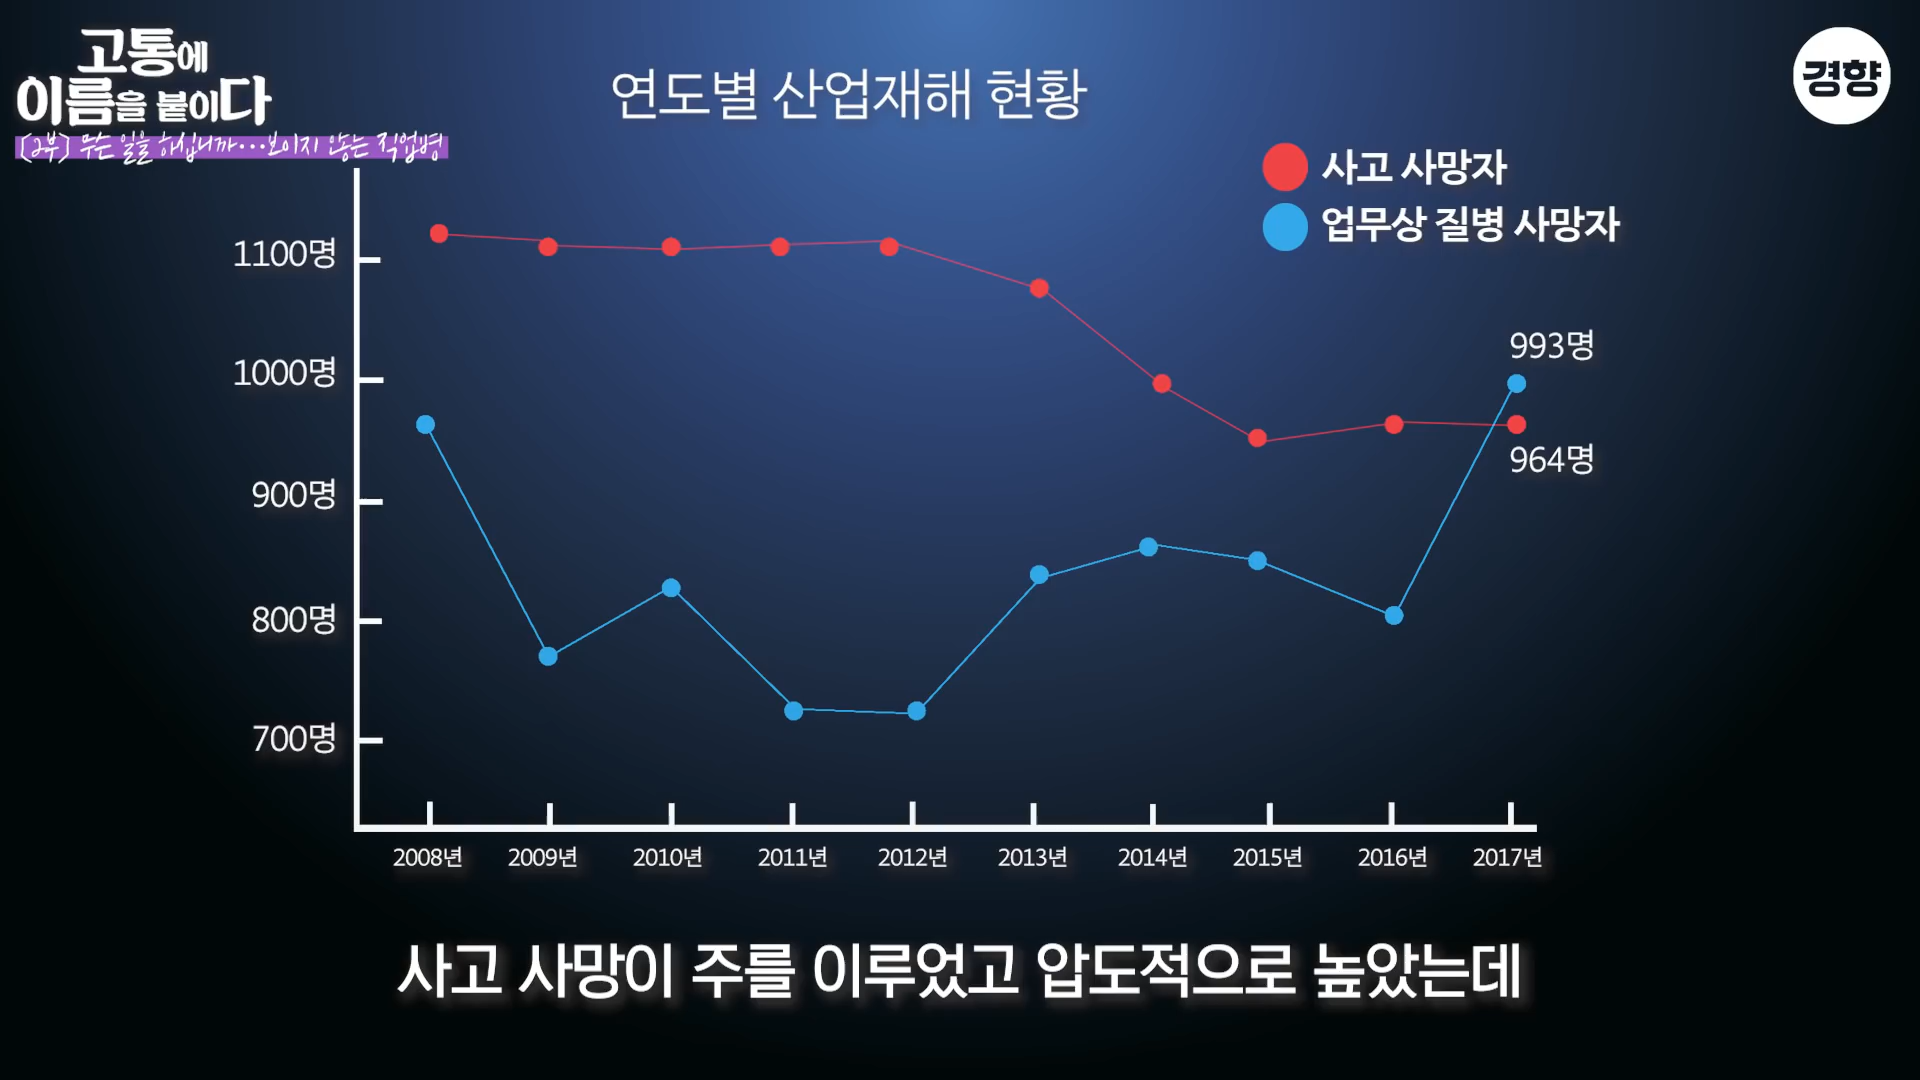 고통에
이름을 붙이다
[2부] 무슨 일을 하십니까...보이지 않는 직업병
경향
연도별 산업재해 현황
사고 사망자
업무상 질병 사망자
1100명
1000명
900명
800명
700명
993명
964명
2008년 2009년 2010년 2011년 2012년 2013년 2014년 2015년 2016년 2017년
사고 사망이 주를 이루었고 압도적으로 높았는데